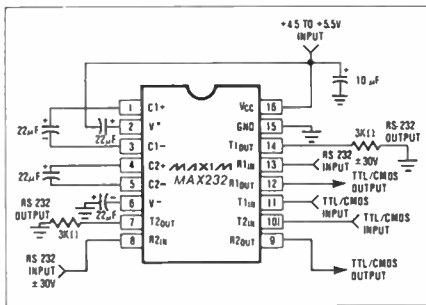 +4.5 TO +5.5V
INPUT
10 µF
22µF
22µF
22µF
22µF
1 C1+
2 V+
3 C1-
4 C2+
5 C2-
6 V-
7 T2OUT
8 R2IN
VCC 16
GND 15
T1OUT 14
R1IN 13
R1OUT 12
T1IN 11
T2IN 10
R2OUT 9
MAXIM
MAX232
3KΩ
RS 232
OUTPUT
RS 232
INPUT
±30V
TTL/CMOS
OUTPUT
TTL/CMOS
INPUT
TTL/CMOS
INPUT
TTL/CMOS
OUTPUT
RS 232
OUTPUT
3KΩ
RS 232
INPUT
±30V